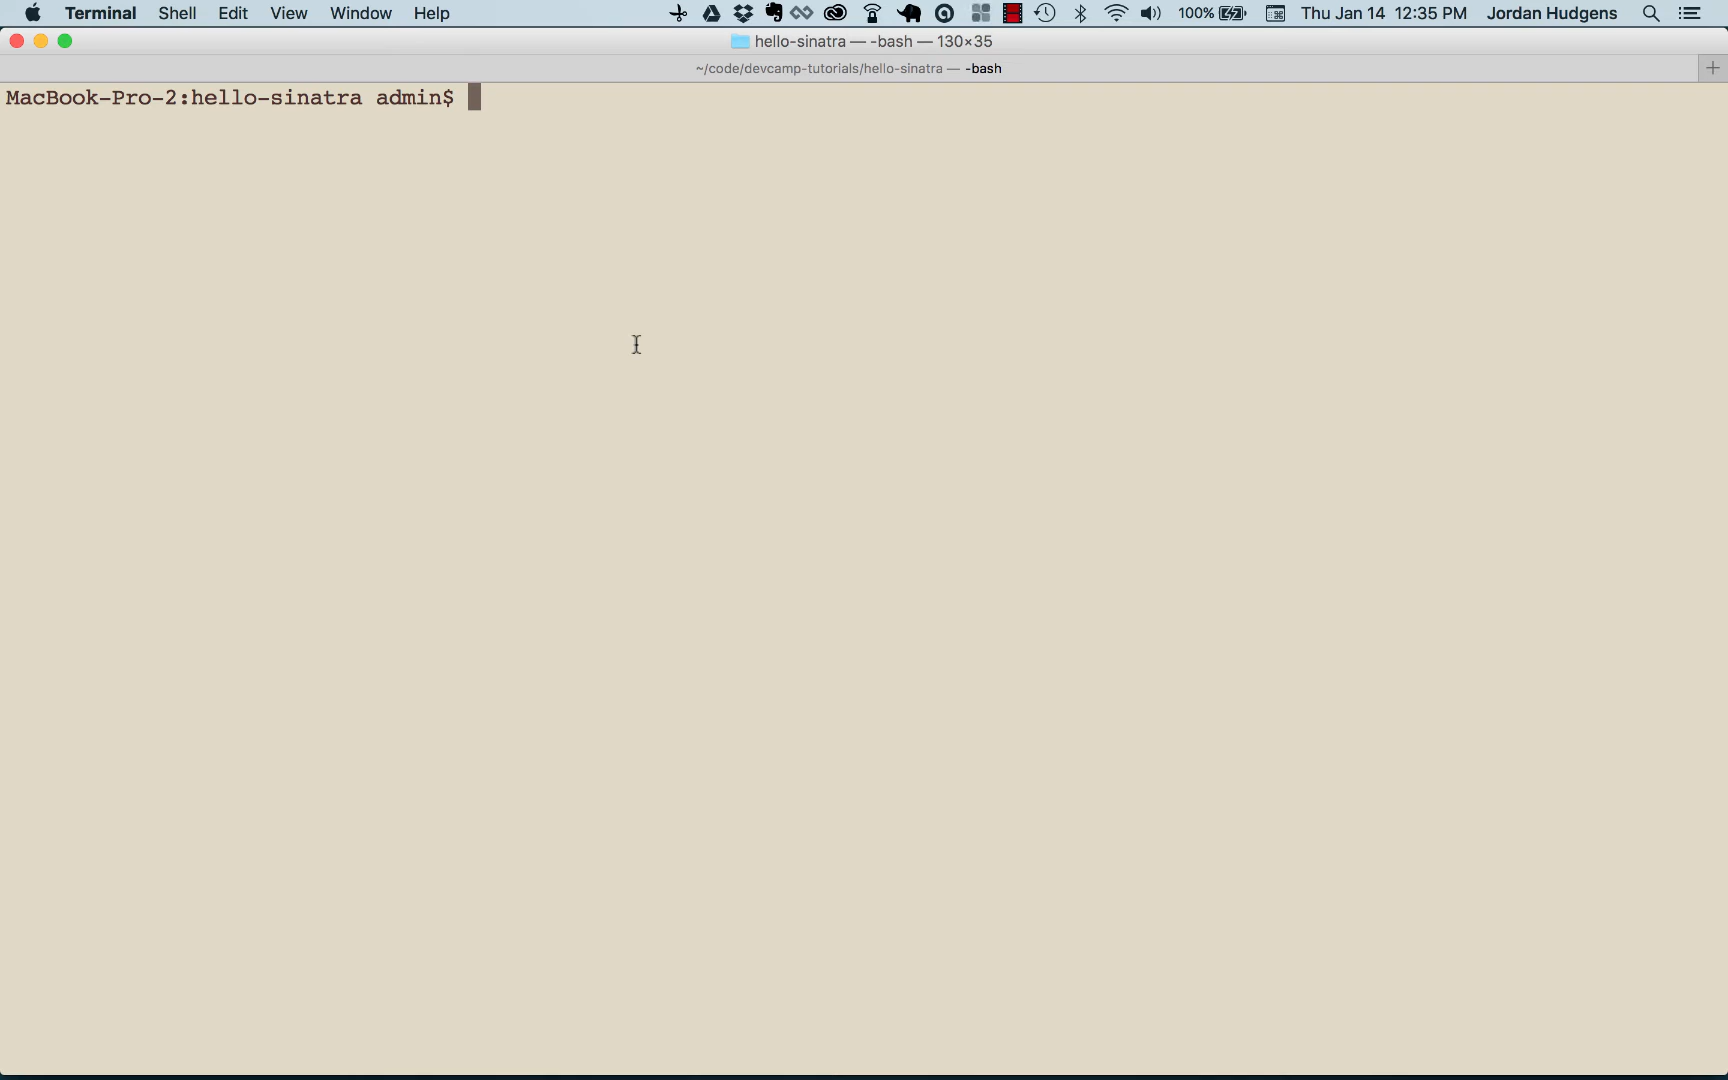 Terminal Shell Edit View Window Help 100% Thu Jan 14 12:35 PM Jordan Hudgens
hello-sinatra — -bash — 130×35
~/code/devcamp-tutorials/hello-sinatra — -bash
MacBook-Pro-2:hello-sinatra admin$